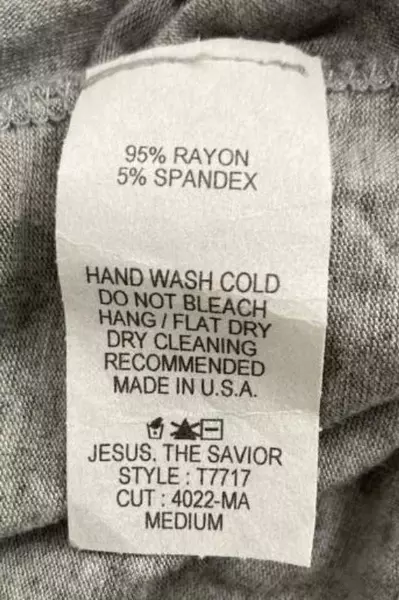 95% RAYON
5% SPANDEX
HAND WASH COLD
DO NOT BLEACH
HANG / FLAT DRY
DRY CLEANING
RECOMMENDED
MADE IN U.S.A.
JESUS, THE SAVIOR
STYLE : T7717
CUT : 4022-MA
MEDIUM